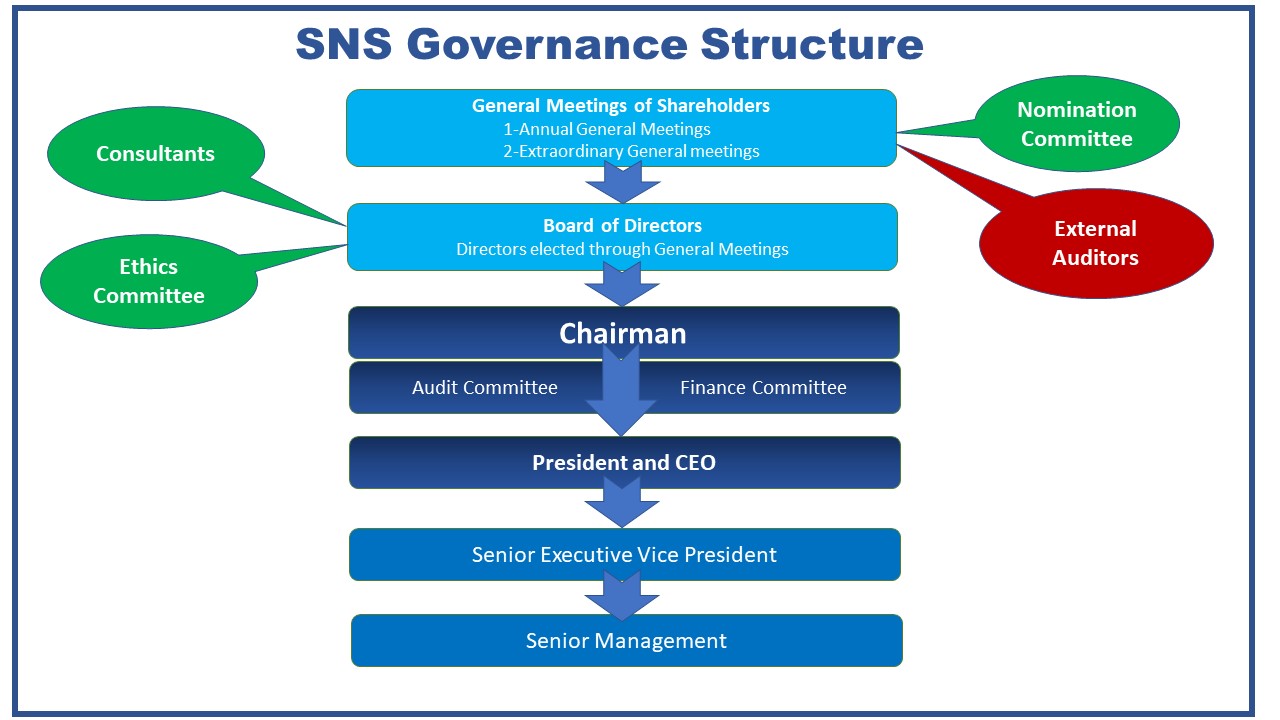 SNS Governance Structure
General Meetings of Shareholders
1-Annual General Meetings
2-Extraordinary General meetings
Nomination
Committee
Consultants
Board of Directors
Directors elected through General Meetings
External
Auditors
Ethics
Committee
Chairman
Audit Committee
Finance Committee
President and CEO
Senior Executive Vice President
Senior Management